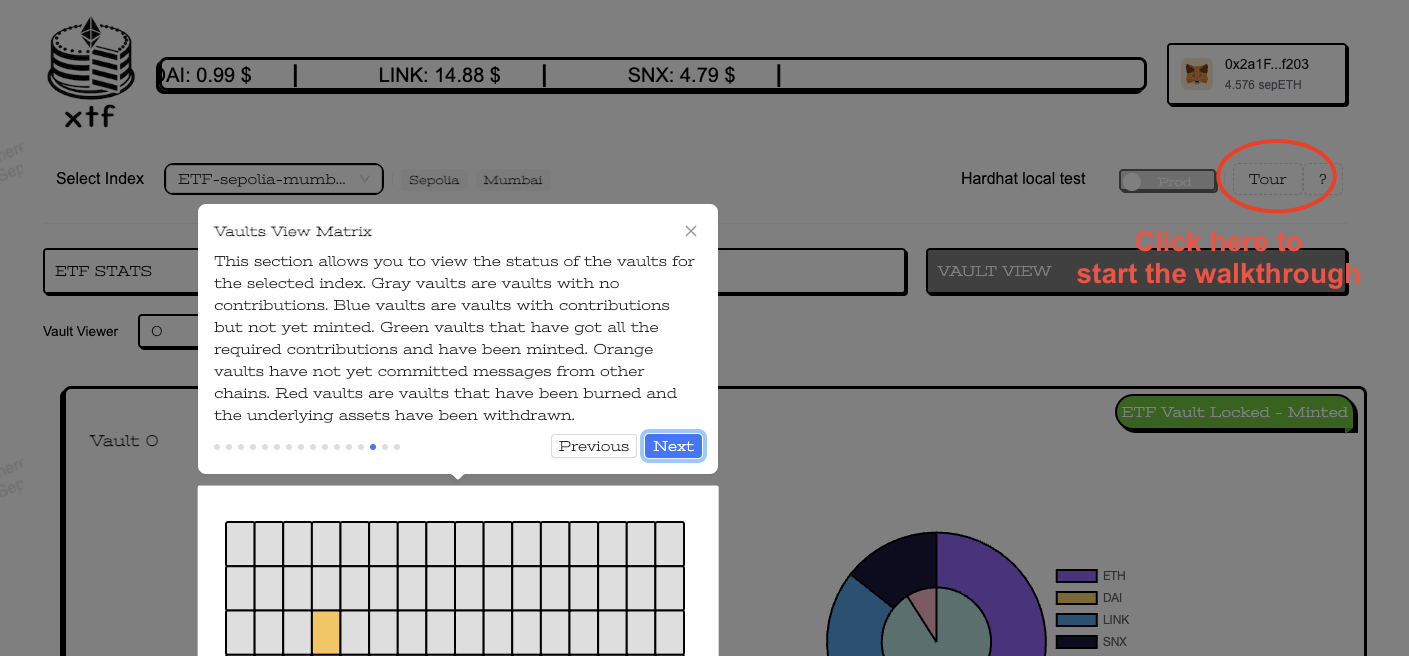 DAI: 0.99 $ | LINK: 14.88 $ | SNX: 4.79 $ |
0x2a1F...f203
4.576 sepETH
xtf
Select Index
ETF-sepolia-mumb...
Sepolia
Mumbai
Hardhat local test
Prod
Tour
?
Click here to
start the walkthrough
ETF STATS
VAULT VIEW
Vault Viewer
0
Vaults View Matrix
This section allows you to view the status of the vaults for
the selected index. Gray vaults are vaults with no
contributions. Blue vaults are vaults with contributions
but not yet minted. Green vaults that have got all the
required contributions and have been minted. Orange
vaults have not yet committed messages from other
chains. Red vaults are vaults that have been burned and
the underlying assets have been withdrawn.
Previous
Next
Vault 0
ETF Vault Locked - Minted
ETH
DAI
LINK
SNX